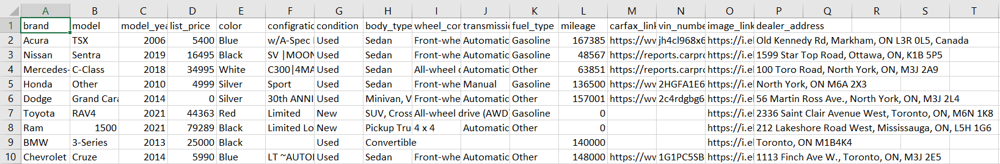 A B C D E F G H I J K L M N O P Q R S T
1 brand model model_yea list_price color configratio condition body_type wheel_con transmissio fuel_type mileage carfax_link vin_numbe image_link dealer_address
2 Acura TSX 2006 5400 Blue w/A-Spec Used Sedan Front-whe Automatic Gasoline 167385 https://ww jh4cl968x6 https://i.el Old Kennedy Rd, Markham, ON L3R 0L5, Canada
3 Nissan Sentra 2019 16495 Black SV |MOON Used Sedan Front-whe Automatic Gasoline 48567 https://reports.carpro https://i.el 1599 Star Top Road, Ottawa, ON, K1B 5P5
4 Mercedes- C-Class 2018 34995 White C300|4MA Used Sedan All-wheel d Automatic Other 63851 https://reports.carpro https://i.el 100 Toro Road, North York, ON, M3J 2A9
5 Honda Other 2010 4999 Silver Sport Used Sedan Front-whe Manual Gasoline 136500 https://ww 2HGFA1E6 https://i.el North York, ON M6A 2X3
6 Dodge Grand Cara 2014 0 Silver 30th ANNI Used Minivan, V Front-whe Automatic Other 157001 https://ww 2c4rdgbg6 https://i.el 56 Martin Ross Ave., North York, ON, M3J 2L4
7 Toyota RAV4 2021 44363 Red Limited New SUV, Cross All-wheel drive (AWD) Gasoline 0 https://i.el 2336 Saint Clair Avenue West, Toronto, ON, M6N 1K8
8 Ram 1500 2021 79289 Black Limited Lo New Pickup Tru 4 x 4 Automatic Other 0 https://i.el 212 Lakeshore Road West, Mississauga, ON, L5H 1G6
9 BMW 3-Series 2013 25000 Black Used Convertible 140000 https://i.el Toronto, ON M1B4K4
10 Chevrolet Cruze 2014 5990 Blue LT ~AUTO Used Sedan Front-whe Automatic Other 148000 https://ww 1G1PC5SB https://i.el 1113 Finch Ave W., Toronto, ON, M3J 2E5